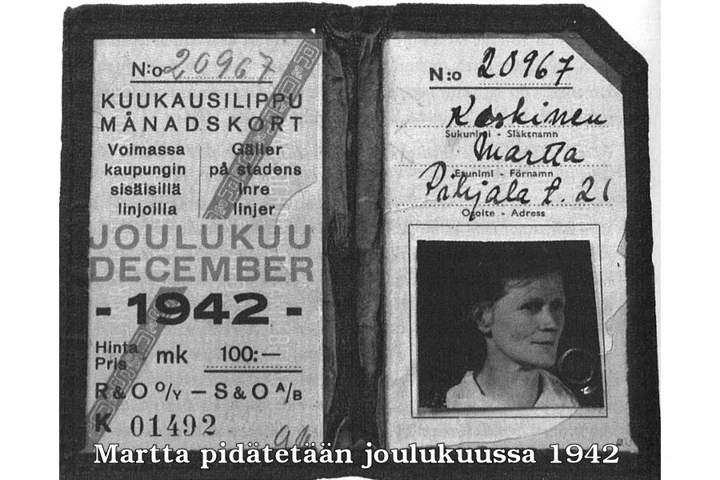 N:o 20967
KUUKAUSILIPPU
MÅNADSKORT
Voimassa
kaupungin
sisäisillä
linjoilla
Gäller
på stadens
inre
linjer
JOULUKUU
DECEMBER
- 1942 -
Hinta
Pris
mk 100:—
R & O O/Y — S & O A/B
K 01492
N:o 20967
Koskinen
Sukunimi - Släktnamn
Martta
Etunimi - Förnamn
Pohjola t. 21
Osoite - Adress
Martta pidätetään joulukuussa 1942